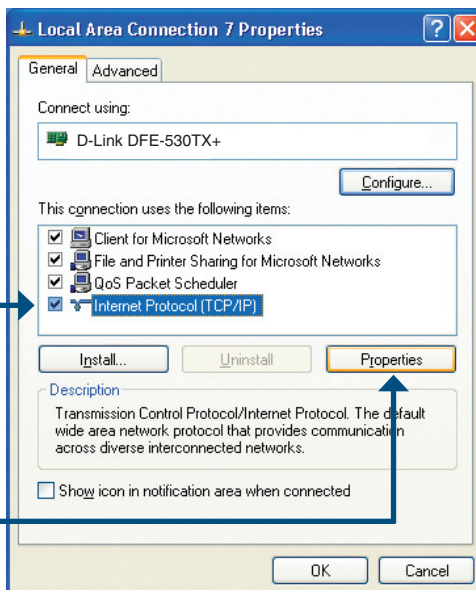 Local Area Connection 7 Properties
General Advanced
Connect using:
D-Link DFE-530TX+
Configure...
This connection uses the following items:
Client for Microsoft Networks
File and Printer Sharing for Microsoft Networks
QoS Packet Scheduler
Internet Protocol (TCP/IP)
Install... Uninstall Properties
Description
Transmission Control Protocol/Internet Protocol. The default
wide area network protocol that provides communication
across diverse interconnected networks.
Show icon in notification area when connected
OK Cancel